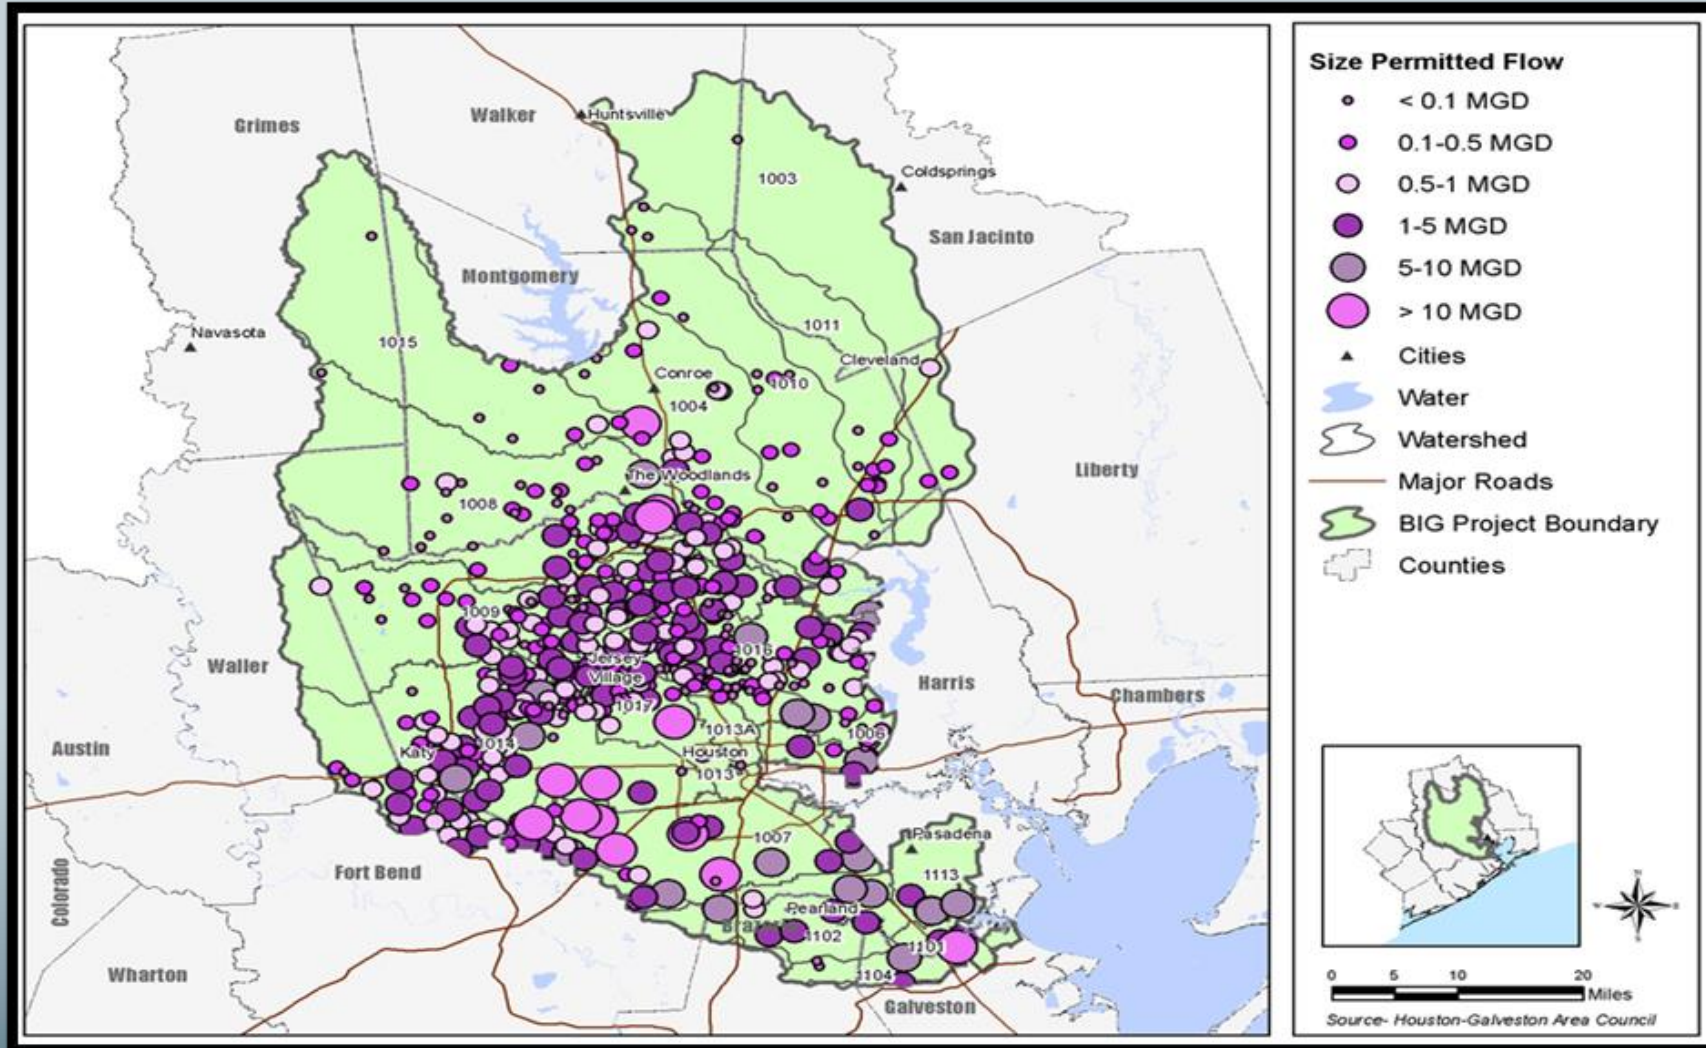 Grimes
Walker
Huntsville
1003
Coldsprings
San Jacinto
Montgomery
Navasota
1015
1011
Cleveland
Conroe
1010
1004
Liberty
The Woodlands
1008
1009
Waller
Jersey
Village
1016
Harris
Chambers
1017
1013A
1006
Austin
Katy
1014
Houston
1013
1007
Pasadena
Fort Bend
1113
Colorado
Pearland
1102
1101
Wharton
1104
Galveston
Size Permitted Flow
< 0.1 MGD
0.1-0.5 MGD
0.5-1 MGD
1-5 MGD
5-10 MGD
> 10 MGD
Cities
Water
Watershed
Major Roads
BIG Project Boundary
Counties
N
0 5 10 20
Miles
Source- Houston-Galveston Area Council